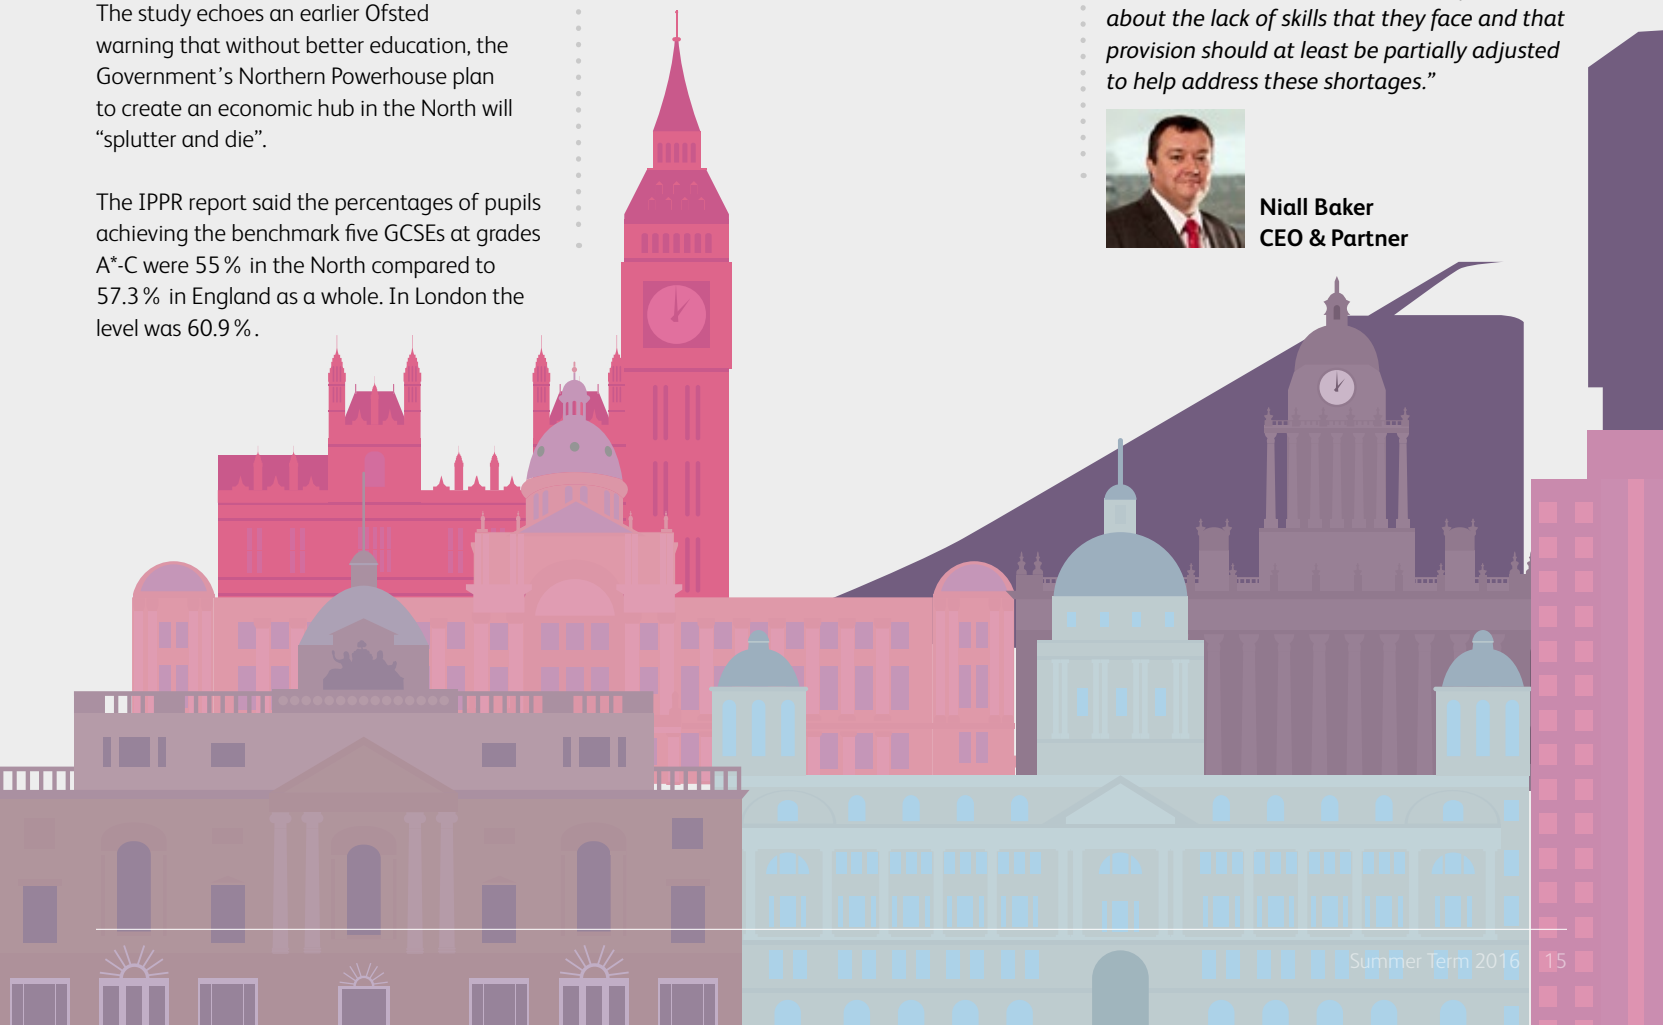 The study echoes an earlier Ofsted
warning that without better education, the
Government’s Northern Powerhouse plan
to create an economic hub in the North will
“splutter and die”.
The IPPR report said the percentages of pupils
achieving the benchmark five GCSEs at grades
A*-C were 55% in the North compared to
57.3% in England as a whole. In London the
level was 60.9%.
about the lack of skills that they face and that
provision should at least be partially adjusted
to help address these shortages.”
Niall Baker
CEO & Partner
Summer Term 2016 15